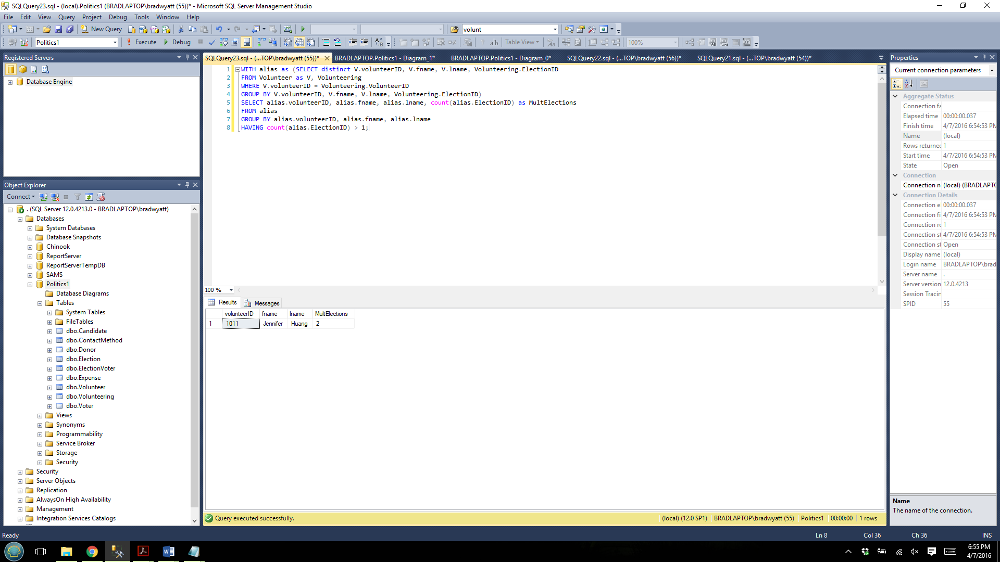 SQLQuery23.sql - (local).Politics1 (BRADLAPTOP\bradwyatt (55))* - Microsoft SQL Server Management Studio
File Edit View Query Project Debug Tools Window Help
New Query volunt
Politics1 Execute Debug Table View 100%
Registered Servers
Database Engine
Object Explorer
Connect
. (SQL Server 12.0.4213.0 - BRADLAPTOP\bradwyatt)
Databases
System Databases
Database Snapshots
Chinook
ReportServer
ReportServerTempDB
SAMS
Politics1
Database Diagrams
Tables
System Tables
FileTables
dbo.Candidate
dbo.ContactMethod
dbo.Donor
dbo.Election
dbo.ElectionVoter
dbo.Expense
dbo.Volunteer
dbo.Volunteering
dbo.Voter
Views
Synonyms
Programmability
Service Broker
Storage
Security
Security
Server Objects
Replication
AlwaysOn High Availability
Management
Integration Services Catalogs
SQLQuery23.sql - (...TOP\bradwyatt (55))* BRADLAPTOP.Politics1 - Diagram_1* BRADLAPTOP.Politics1 - Diagram_0* SQLQuery22.sql - (...TOP\bradwyatt (56))* SQLQuery21.sql - (...TOP\bradwyatt (54))*
1 WITH alias as (SELECT distinct V.volunteerID, V.fname, V.lname, Volunteering.ElectionID
2 FROM Volunteer as V, Volunteering
3 WHERE V.volunteerID = Volunteering.VolunteerID
4 GROUP BY V.volunteerID, V.fname, V.lname, Volunteering.ElectionID)
5 SELECT alias.volunteerID, alias.fname, alias.lname, count(alias.ElectionID) as MultElections
6 FROM alias
7 GROUP BY alias.volunteerID, alias.fname, alias.lname
8 HAVING count(alias.ElectionID) > 1;
100 %
Results Messages
volunteerID fname lname MultElections
1 1011 Jennifer Huang 2
Query executed successfully. (local) (12.0 SP1) BRADLAPTOP\bradwyatt (55) Politics1 00:00:00 1 rows
Properties
Current connection parameters
Aggregate Status
Connection fa
Elapsed time 00:00:00.037
Finish time 4/7/2016 6:54:53 PM
Name (local)
Rows returned 1
Start time 4/7/2016 6:54:53 PM
State Open
Connection
Connection n (local) (BRADLAPTO
Connection Details
Connection e 00:00:00.037
Connection fi 4/7/2016 6:54:53 PM
Connection ro 1
Connection st 4/7/2016 6:54:53 PM
Connection st Open
Display name (local)
Login name BRADLAPTOP\brad
Server name .
Server version 12.0.4213
Session Tracin
SPID 55
Name
The name of the connection.
Ready Ln 8 Col 36 Ch 36 INS
6:55 PM
4/7/2016